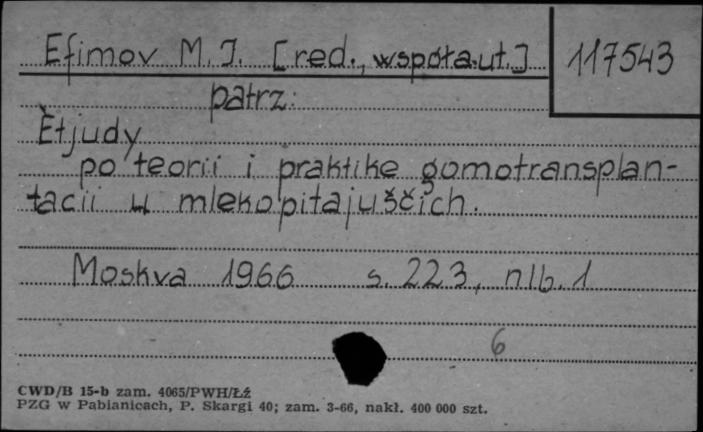 Efimov M. I. [red., współaut.]
117543
patrz:
Ètjudy
po teorii i praktike gomotransplan-
tacii u mlekopitajuščich.
Moskva 1966 s. 223, nlb. 1
6
CWD/B 15-b zam. 4065/PWH/Łź
PZG w Pabianicach, P. Skargi 40; zam. 3-66, nakł. 400 000 szt.